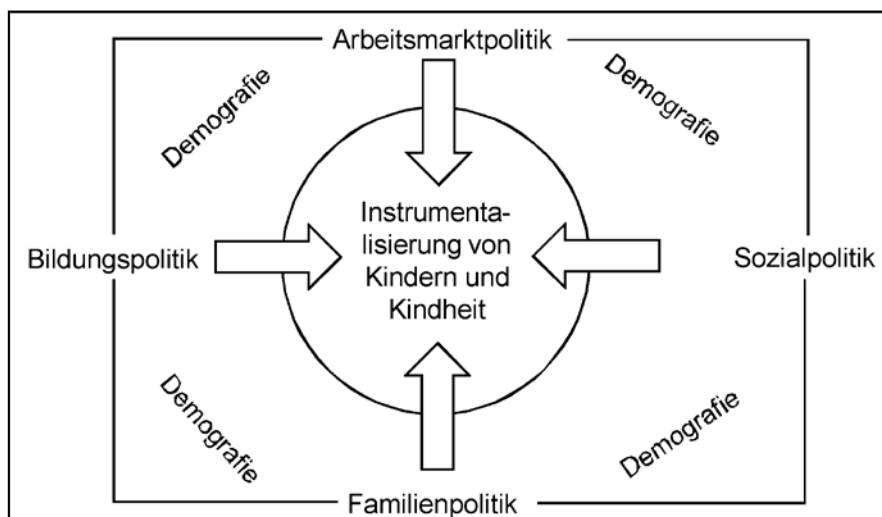 Arbeitsmarktpolitik
Demografie
Demografie
Instrumenta-
lisierung von
Kindern und
Kindheit
Bildungspolitik
Sozialpolitik
Demografie
Demografie
Familienpolitik